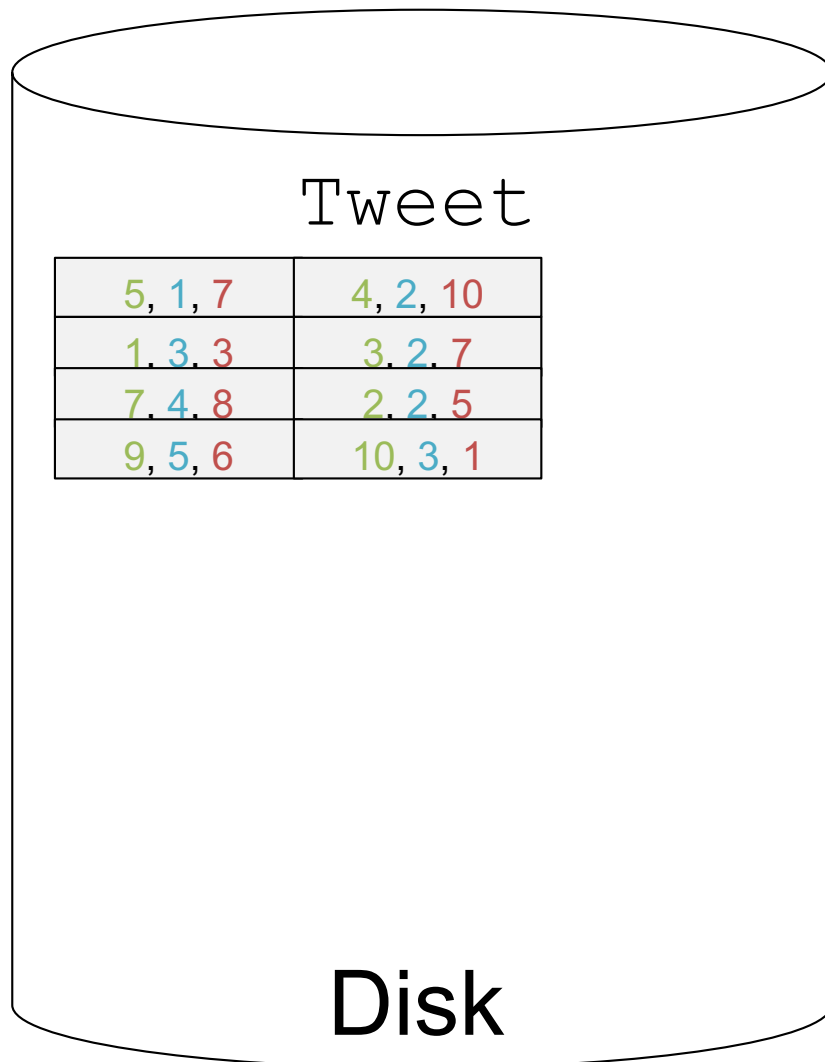 Tweet
5, 1, 7 4, 2, 10
1, 3, 3 3, 2, 7
7, 4, 8 2, 2, 5
9, 5, 6 10, 3, 1
Disk